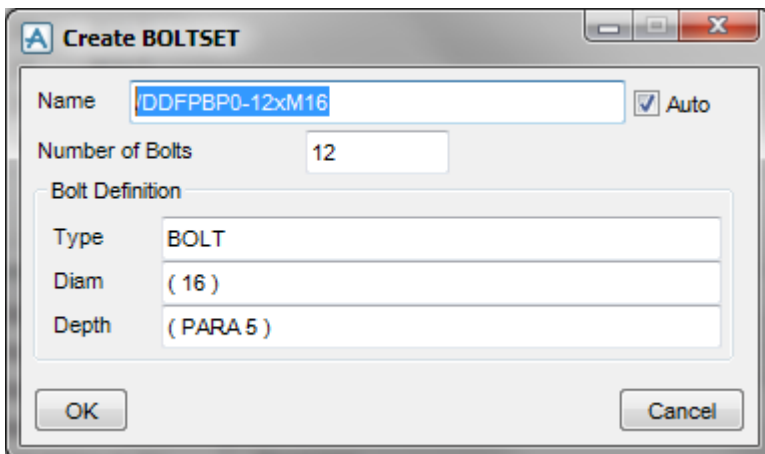 Create BOLTSET
Name /DDFPBP0-12xM16 Auto
Number of Bolts 12
Bolt Definition
Type BOLT
Diam ( 16 )
Depth ( PARA 5 )
OK Cancel